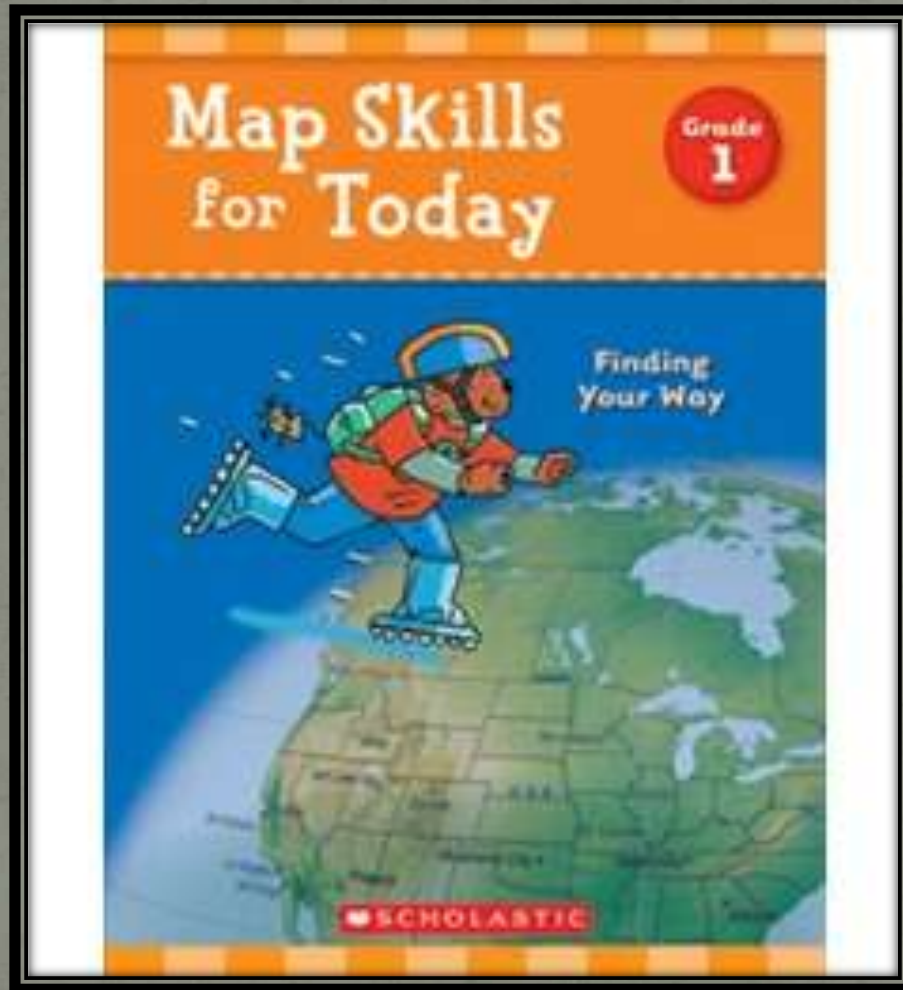 Map Skills
for Today
Grade
1
Finding
Your Way
U.S.A.
SCHOLASTIC